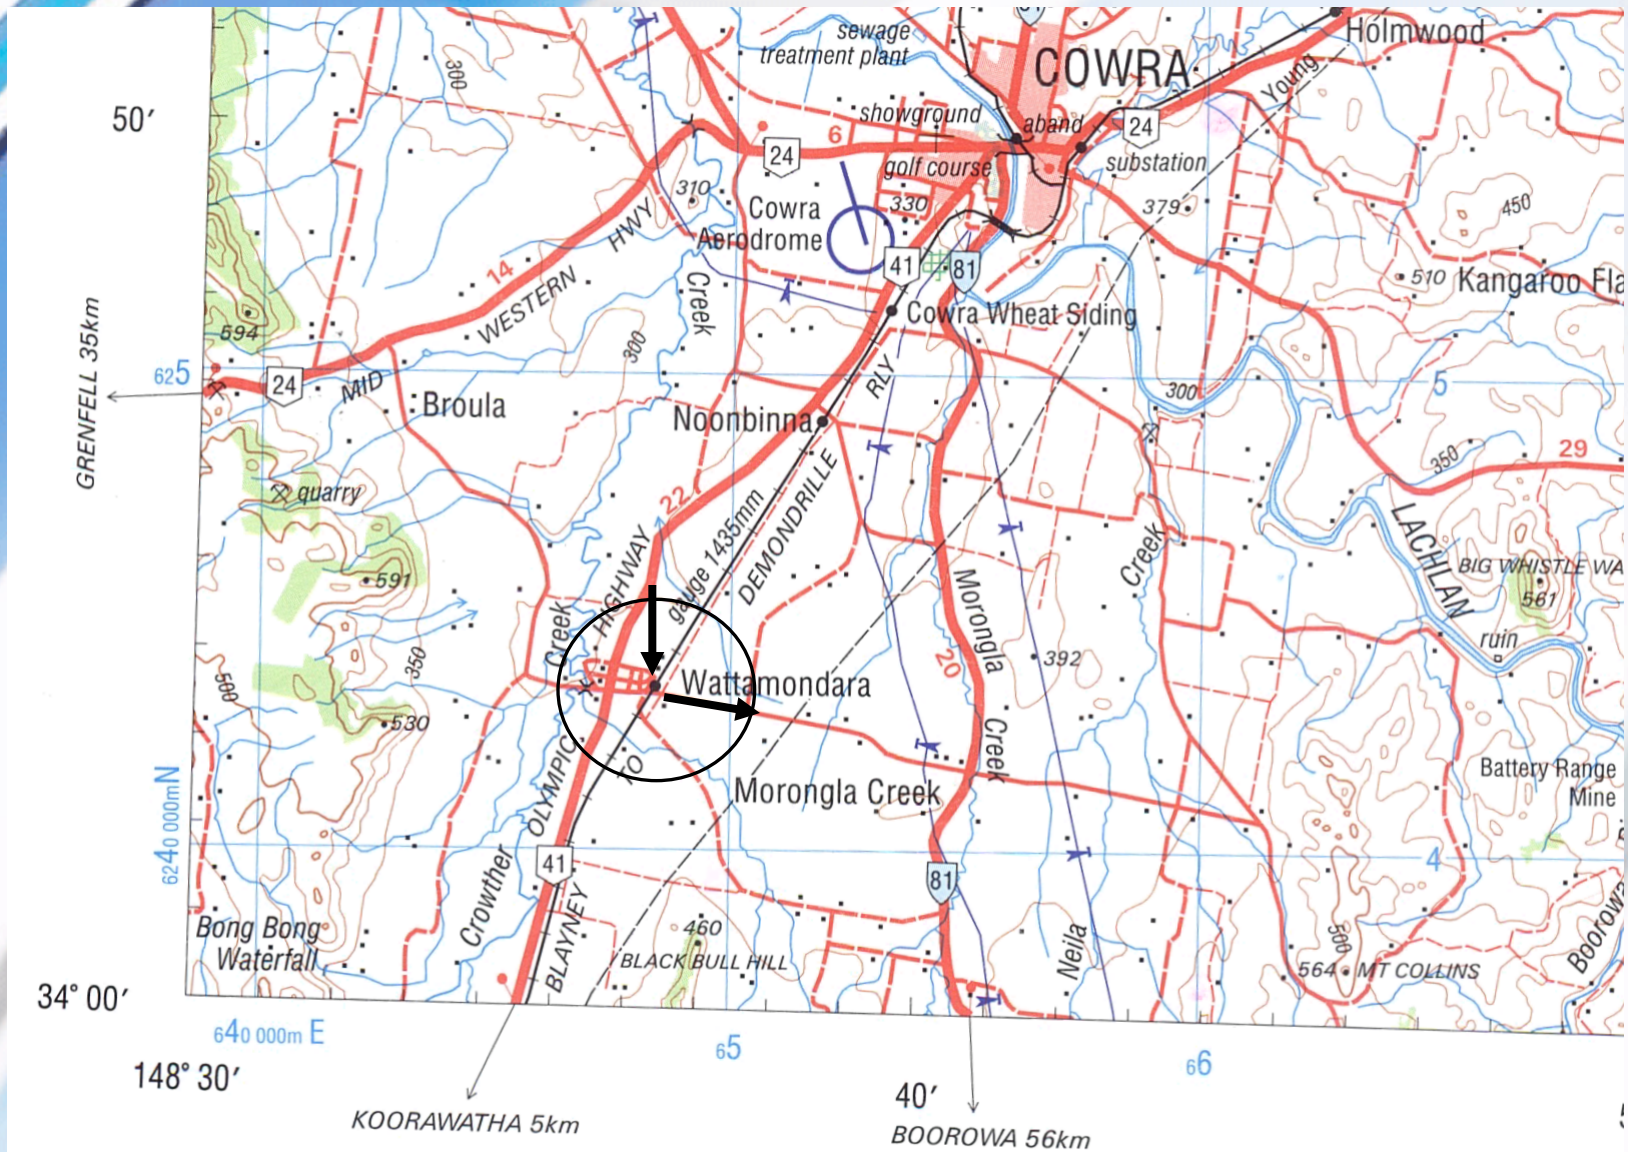 Holmwood
sewage
treatment plant
COWRA
300
50'
Young
showground
aband
24
6
24
golf course
substation
310
Cowra
Aerodrome
330
379
450
HWY
41
81
510 Kangaroo Fla
14
WESTERN
Creek
Cowra Wheat Siding
594
300
GRENFELL 35km
625
24
MID
Broula
RLY
300
5
Noonbinna
350
29
quarry
22
gauge 1435mm
DEMONDRILLE
LACHLAN
HIGHWAY
Creek
BIG WHISTLE WA
591
561
Creek
Morongla
ruin
350
392
500
20
Wattamondara
530
Creek
OLYMPIC
TO
Battery Range
Mine
Morongla Creek
6240 000mN
41
4
81
Crowther
BLAYNEY
Bong Bong
Waterfall
460
BLACK BULL HILL
Neila
500
564 MT COLLINS
Boorowa
34° 00'
640 000m E
65
66
148° 30'
40'
KOORAWATHA 5km
BOOROWA 56km